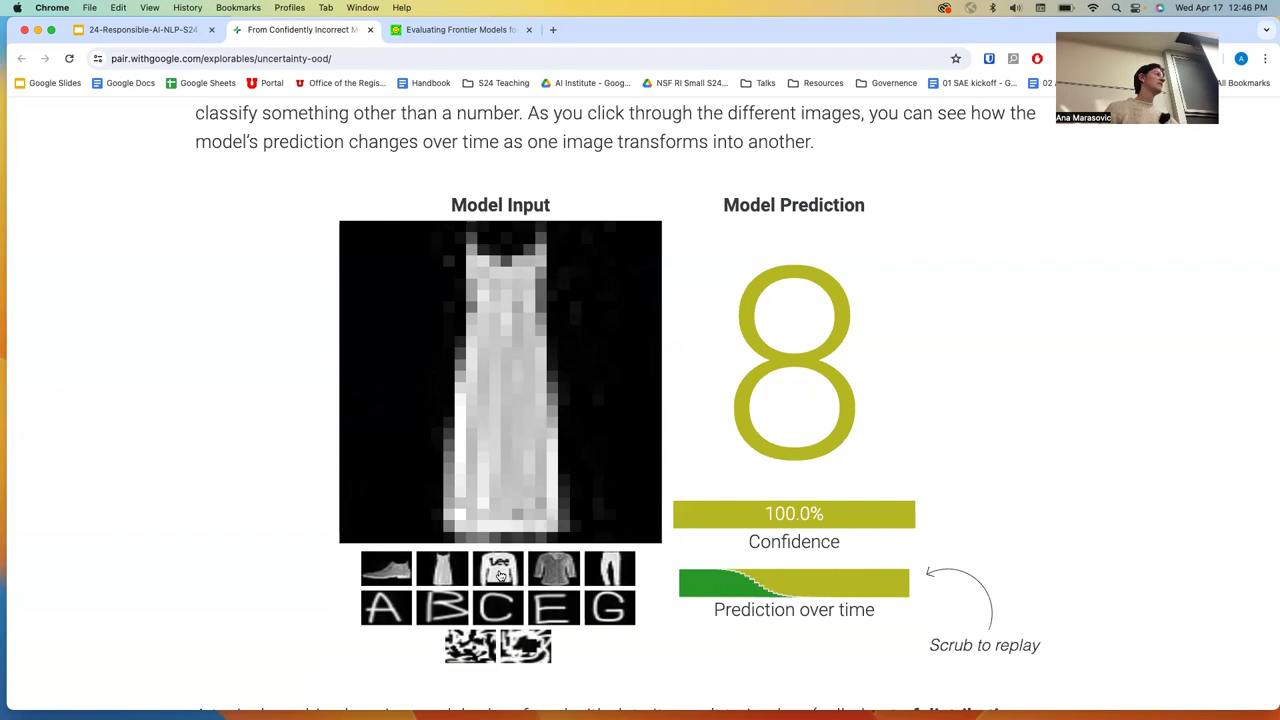 Chrome File Edit View History Bookmarks Profiles Tab Window Help
Wed Apr 17 12:46 PM
24-Responsible-AI-NLP-S24
From Confidently Incorrect M
Evaluating Frontier Models fo
pair.withgoogle.com/explorables/uncertainty-ood/
A
Google Slides Google Docs Google Sheets Portal Office of the Regis... Handbook S24 Teaching AI Institute - Goog... NSF RI Small S24... Talks Resources Governence 01 SAE kickoff - G... 02 All Bookmarks
Ana Marasovic
classify something other than a number. As you click through the different images, you can see how the
model's prediction changes over time as one image transforms into another.
Model Input
Model Prediction
8
100.0%
Confidence
Lee
A B C E G
Prediction over time
Scrub to replay